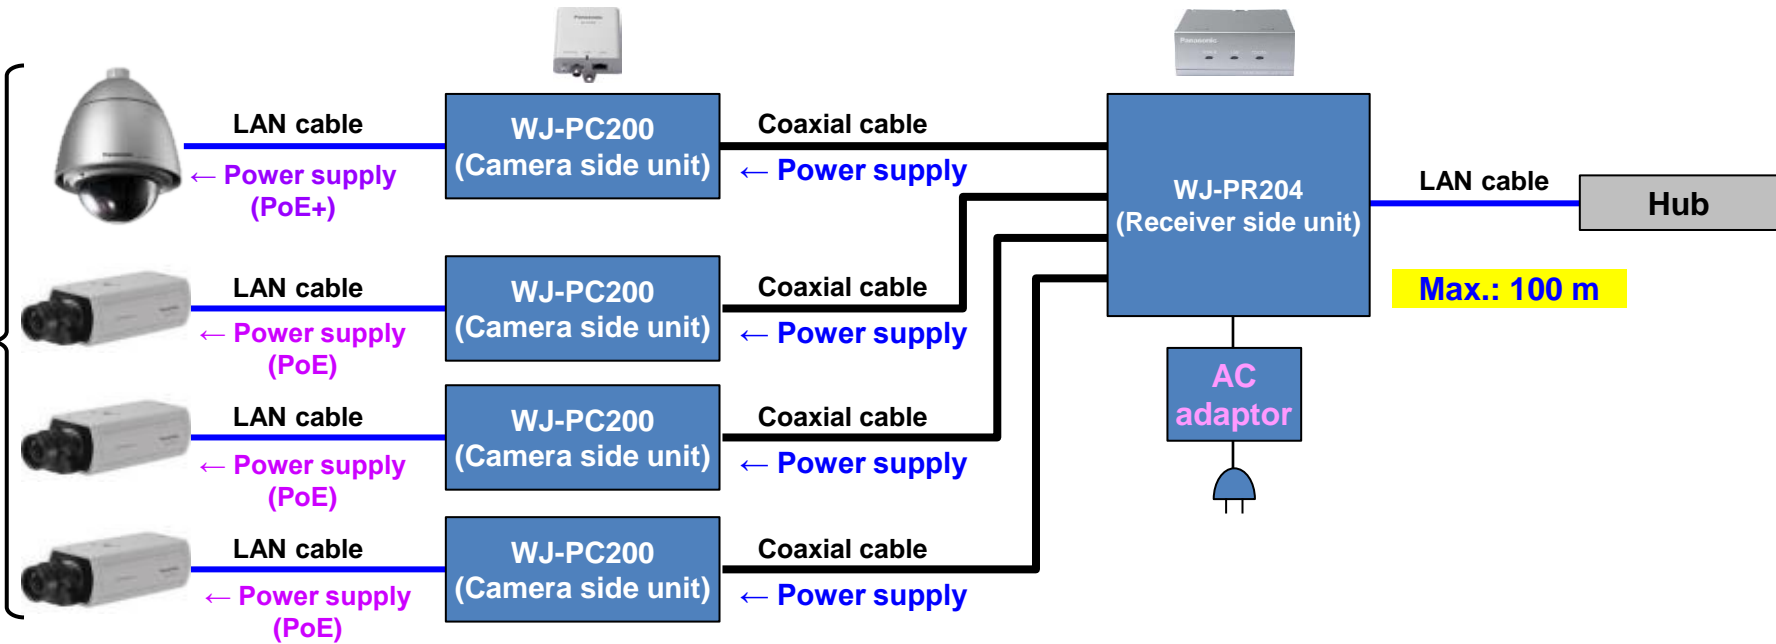 Panasonic
Panasonic
LAN cable
WJ-PC200
(Camera side unit)
Coaxial cable
← Power supply
(PoE+)
← Power supply
WJ-PR204
(Receiver side unit)
LAN cable
Hub
Max.: 100 m
AC
adaptor
LAN cable
WJ-PC200
(Camera side unit)
Coaxial cable
← Power supply
(PoE)
← Power supply
LAN cable
WJ-PC200
(Camera side unit)
Coaxial cable
← Power supply
(PoE)
← Power supply
LAN cable
WJ-PC200
(Camera side unit)
Coaxial cable
← Power supply
(PoE)
← Power supply